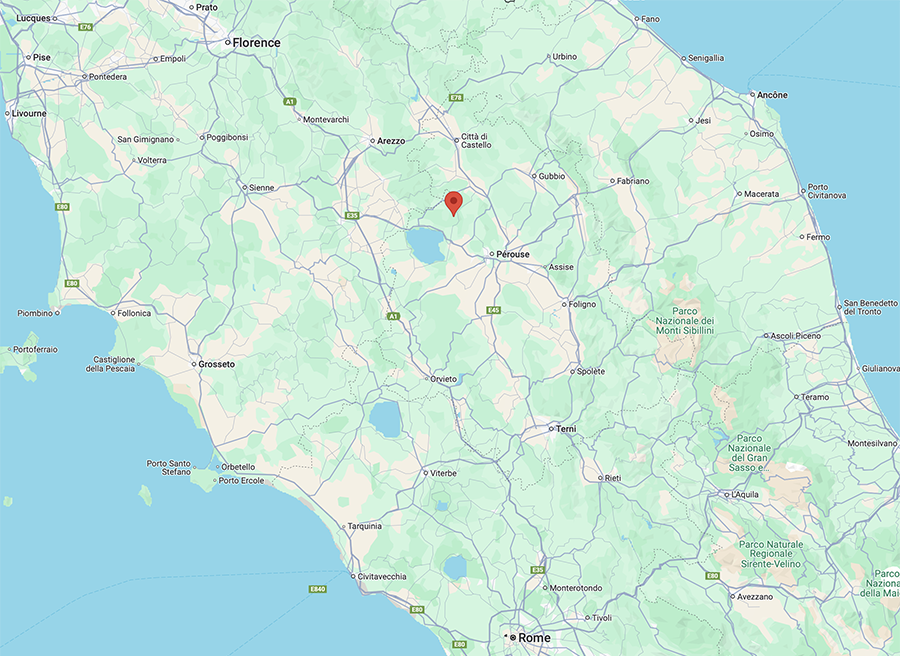 Fano
Prato
Lucques
E76
Florence
Pise
Empoli
Urbino
Senigallia
Pontedera
E78
Ancône
A1
Livourne
Montevarchi
Jesi
Osimo
San Gimignano
Poggibonsi
Arezzo
Città di
Castello
Volterra
Gubbio
Fabriano
Sienne
Macerata
Porto
Civitanova
E80
E35
Fermo
Pérouse
Assise
E80
Piombino
Follonica
A1
E45
Foligno
Parco
Nazionale dei
Monti Sibillini
San Benedetto
del Tronto
Ascoli Piceno
Portoferraio
Castiglione
della Pescaia
Grosseto
Orvieto
Spolète
Giulianova
Teramo
Terni
Montesilvano
Parco
Nazionale
del Gran
Sasso e...
Porto Santo
Stefano
Orbetello
Porto Ercole
Viterbe
Rieti
L'Aquila
Tarquinia
Parco Naturale
Regionale
Sirente-Velino
Civitavecchia
E35
E80
Parco
Naziona
della Mai
E840
Monterotondo
Avezzano
E80
Tivoli
Rome
E80